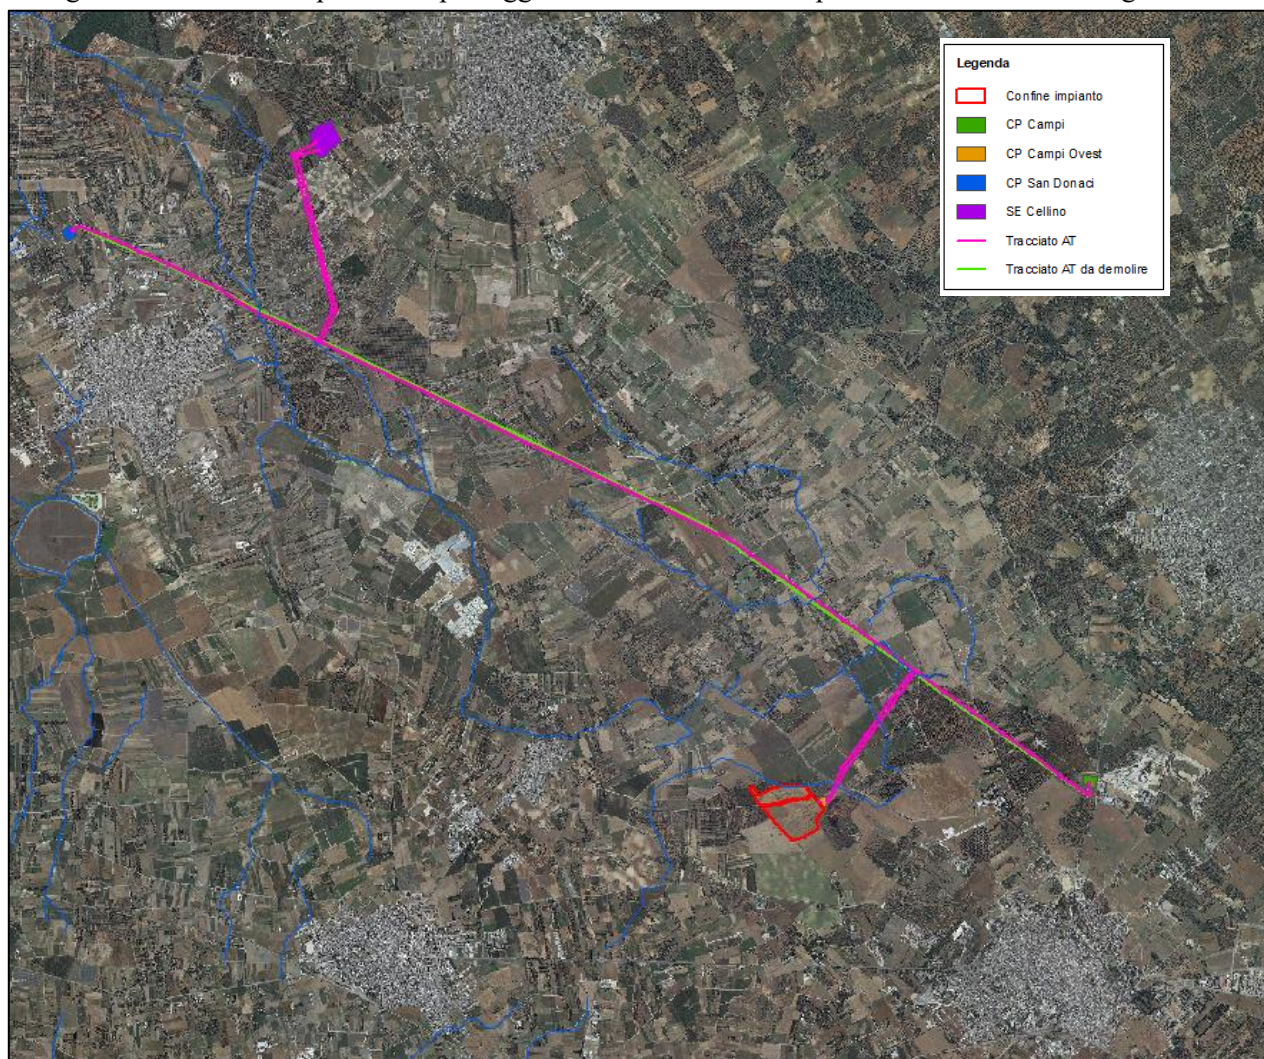 Legenda
Confine impianto
CP Campi
CP Campi Ovest
CP San Donaci
SE Cellino
Tracciato AT
Tracciato AT da demolire